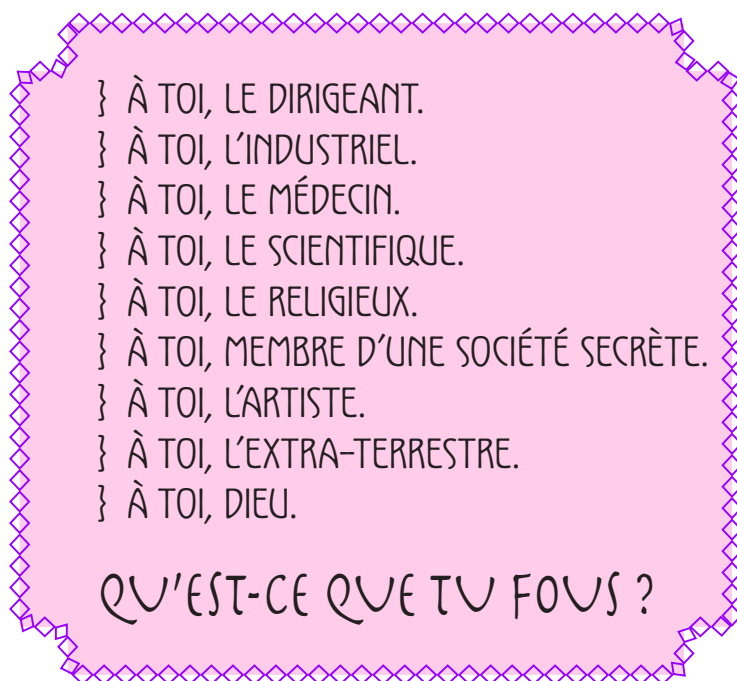 } À TOI, LE DIRIGEANT.
} À TOI, L'INDUSTRIEL.
} À TOI, LE MÉDECIN.
} À TOI, LE SCIENTIFIQUE.
} À TOI, LE RELIGIEUX.
} À TOI, MEMBRE D'UNE SOCIÉTÉ SECRÈTE.
} À TOI, L'ARTISTE.
} À TOI, L'EXTRA-TERRESTRE.
} À TOI, DIEU.
QU'EST-CE QUE TU FOUS ?